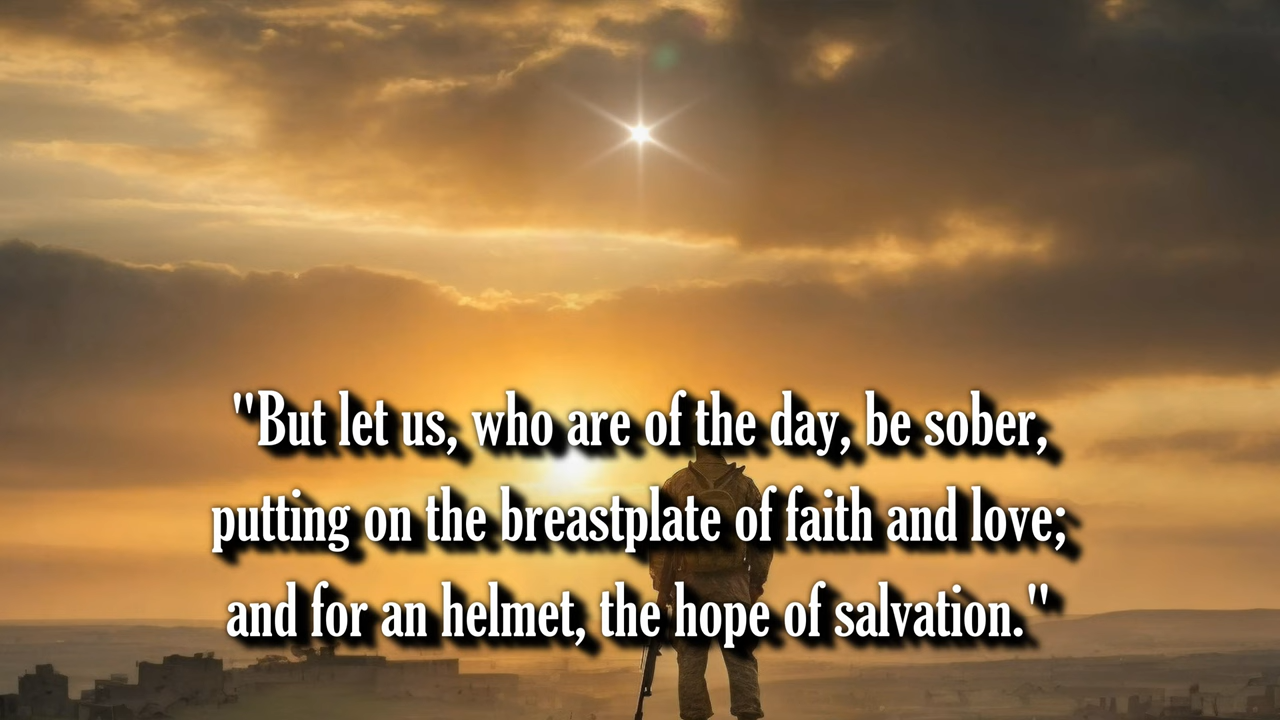 "But let us, who are of the day, be sober,
putting on the breastplate of faith and love;
and for an helmet, the hope of salvation."